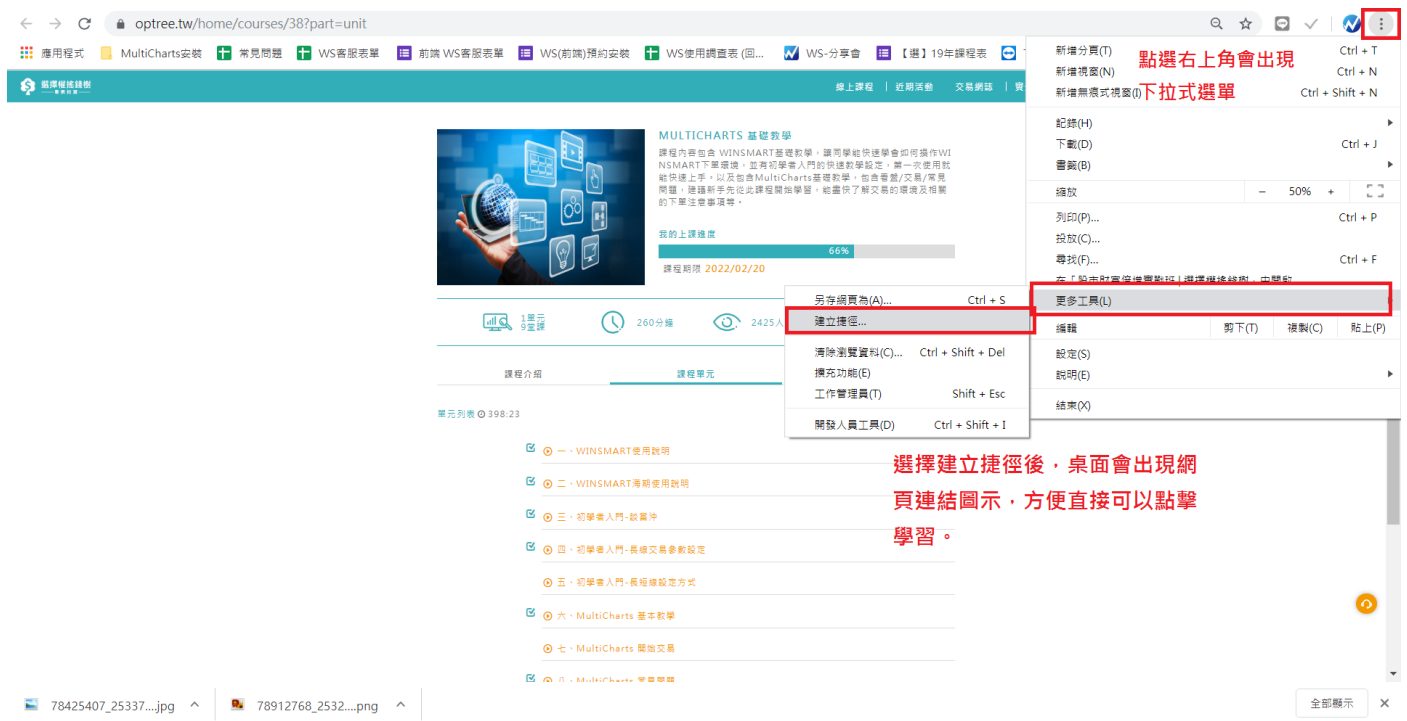 optree.tw/home/courses/38?part=unit
應用程式 MultiCharts安裝 常見問題 WS客服表單 前端 WS客服表單 WS(前端)預約安裝 WS使用調查表 (回... WS-分享會 【選】19年課程表
選擇權搖錢樹
線上課程 | 近期活動 交易網誌
點選右上角會出現
下拉式選單
新增分頁(T) Ctrl + T
新增視窗(N) Ctrl + N
新增無痕式視窗(I) Ctrl + Shift + N
記錄(H)
下載(D) Ctrl + J
書籤(B)
縮放 − 50% +
列印(P)... Ctrl + P
投放(C)...
尋找(F)... Ctrl + F
更多工具(L)
編輯 剪下(T) 複製(C) 貼上(P)
設定(S)
說明(E)
結束(X)
另存網頁為(A)... Ctrl + S
建立捷徑...
清除瀏覽資料(C)... Ctrl + Shift + Del
擴充功能(E)
工作管理員(T) Shift + Esc
開發人員工具(D) Ctrl + Shift + I
MULTICHARTS 基礎教學
課程內容包含 WINSMART基礎教學，讓同學能快速學會如何操作WI
NSMART下單環境，並有初學者入門的快速教學設定，第一次使用就
能快速上手，以及包含MultiCharts基礎教學，包含看盤/交易/常見
問題，建議新手先從此課程開始學習，能盡快了解交易的環境及相關
的下單注意事項等。
我的上課進度
66%
課程期限 2022/02/20
1單元
9堂課
260分鐘
2425人
課程介紹
課程單元
單元列表 398:23
一、WINSMART使用說明
二、WINSMART海期使用說明
三、初學者入門-設當沖
四、初學者入門-長線交易參數設定
五、初學者入門-長短線設定方式
六、MultiCharts 基本教學
七、MultiCharts 開始交易
八、MultiCharts 常見問題
選擇建立捷徑後，桌面會出現網
頁連結圖示，方便直接可以點擊
學習。
78425407_25337....jpg
78912768_2532....png
全部顯示